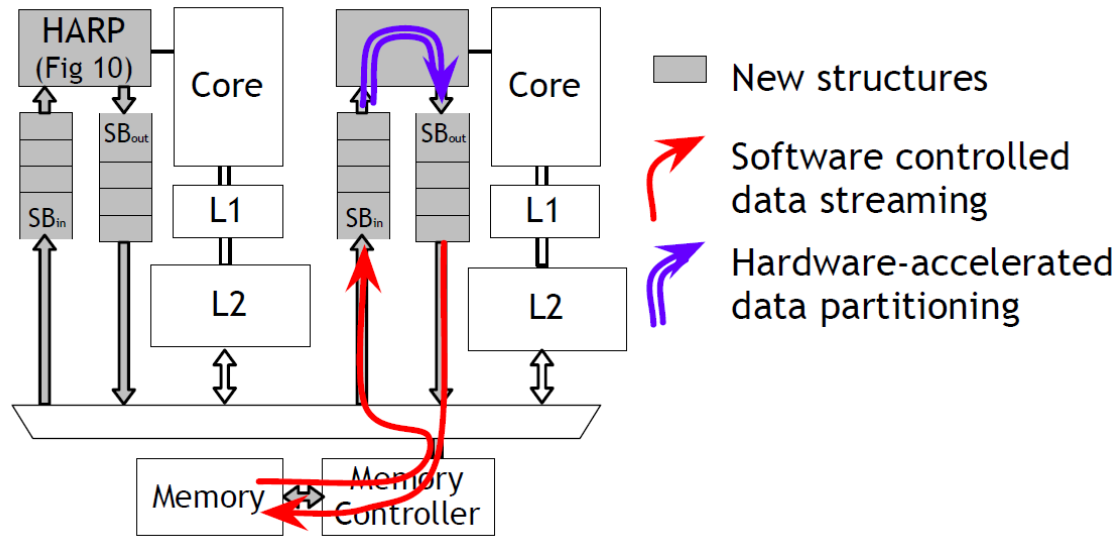 HARP
(Fig 10)
Core
SBout
SBin
L1
L2
Core
SBout
SBin
L1
L2
Memory
Memory
Controller
New structures
Software controlled
data streaming
Hardware-accelerated
data partitioning